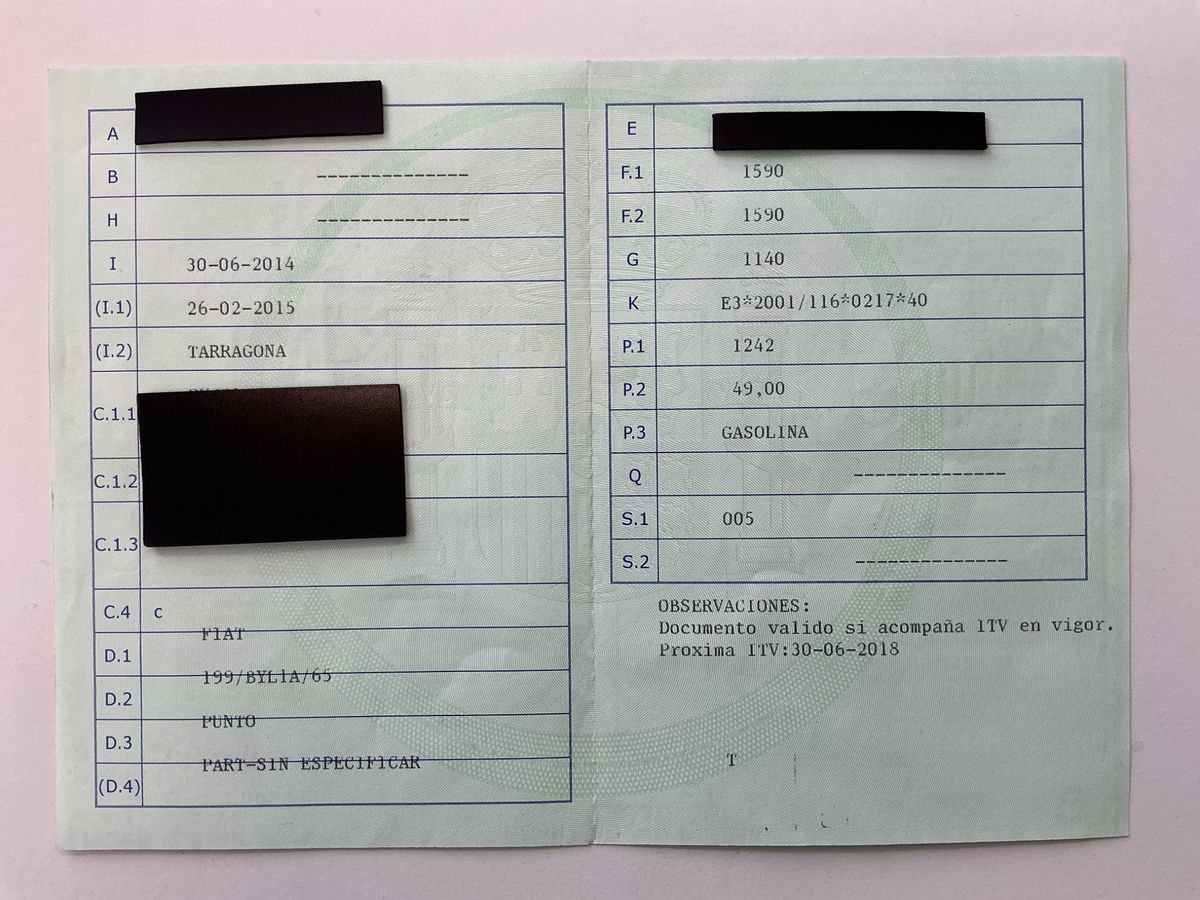 A
B -------------
H -------------
I 30-06-2014
(I.1) 26-02-2015
(I.2) TARRAGONA
C.1.1
C.1.2
C.1.3
C.4 c
FIAT
D.1
199/BYL1A/65
D.2
PUNTO
D.3
PART-SIN ESPECIFICAR
(D.4)
E
F.1 1590
F.2 1590
G 1140
K E3*2001/116*0217*40
P.1 1242
P.2 49,00
P.3 GASOLINA
Q -------------
S.1 005
S.2 -------------
OBSERVACIONES:
Documento valido si acompaña ITV en vigor.
Proxima ITV:30-06-2018
T